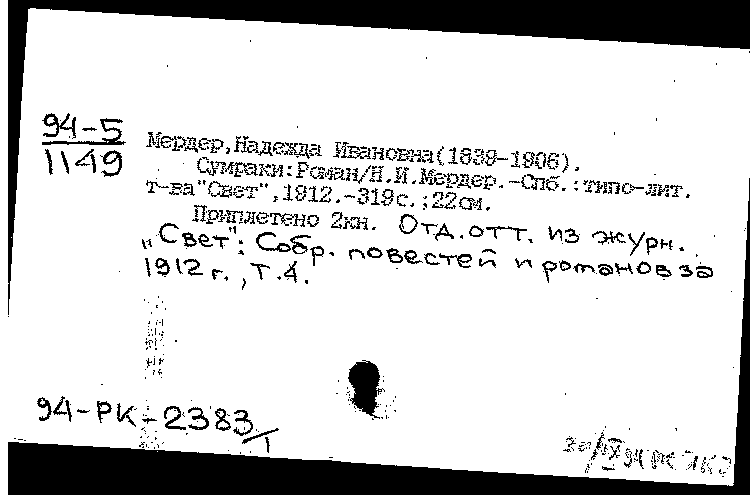 94-5
1149
Мердер,Надежда Ивановна(1839-1906).
Сумраки:Роман/Н.И.Мердер.-Спб.:типо-лит.
т-ва"Свет",1912.-319с.;22см.
Приплетено 2кн. Отд.отт. из журн.
„Свет": Собр. повестей и романов за
1912 г., Т.4.
94-РК-2383/1